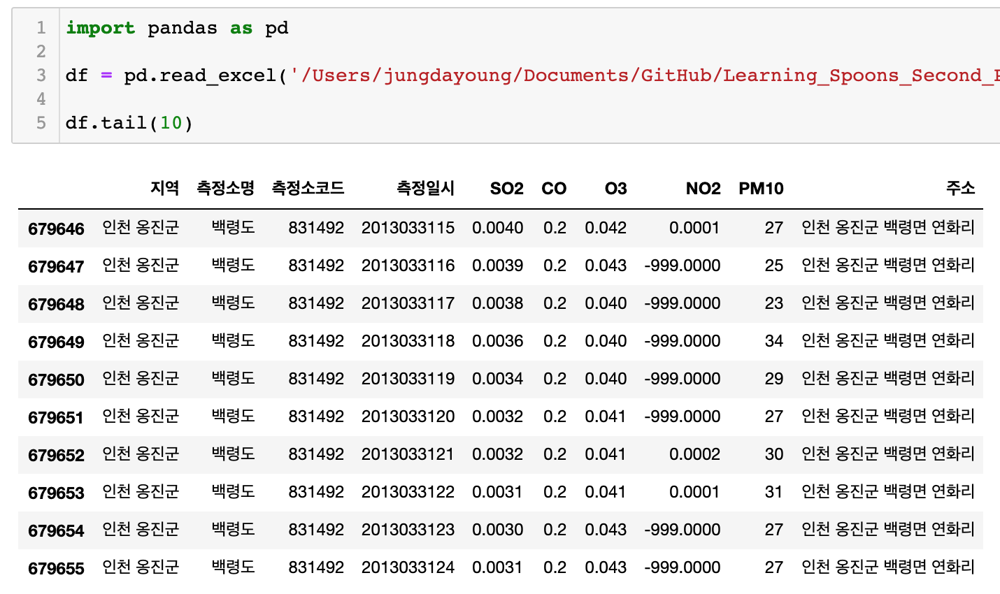 1 import pandas as pd
2
3 df = pd.read_excel('/Users/jungdayoung/Documents/GitHub/Learning_Spoons_Second_
4
5 df.tail(10)
지역 측정소명 측정소코드 측정일시 SO2 CO O3 NO2 PM10 주소
679646 인천 옹진군 백령도 831492 2013033115 0.0040 0.2 0.042 0.0001 27 인천 옹진군 백령면 연화리
679647 인천 옹진군 백령도 831492 2013033116 0.0039 0.2 0.043 -999.0000 25 인천 옹진군 백령면 연화리
679648 인천 옹진군 백령도 831492 2013033117 0.0038 0.2 0.040 -999.0000 23 인천 옹진군 백령면 연화리
679649 인천 옹진군 백령도 831492 2013033118 0.0036 0.2 0.040 -999.0000 34 인천 옹진군 백령면 연화리
679650 인천 옹진군 백령도 831492 2013033119 0.0034 0.2 0.040 -999.0000 29 인천 옹진군 백령면 연화리
679651 인천 옹진군 백령도 831492 2013033120 0.0032 0.2 0.041 -999.0000 27 인천 옹진군 백령면 연화리
679652 인천 옹진군 백령도 831492 2013033121 0.0032 0.2 0.041 0.0002 30 인천 옹진군 백령면 연화리
679653 인천 옹진군 백령도 831492 2013033122 0.0031 0.2 0.041 0.0001 31 인천 옹진군 백령면 연화리
679654 인천 옹진군 백령도 831492 2013033123 0.0030 0.2 0.043 -999.0000 27 인천 옹진군 백령면 연화리
679655 인천 옹진군 백령도 831492 2013033124 0.0031 0.2 0.043 -999.0000 27 인천 옹진군 백령면 연화리